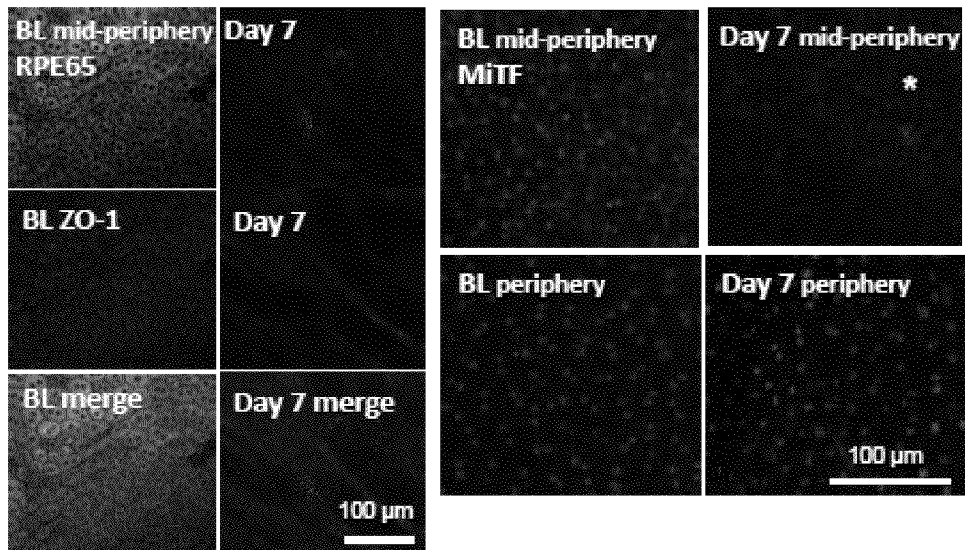 BL mid-periphery
RPE65
Day 7
BL ZO-1
Day 7
BL merge
Day 7 merge
100 µm
BL mid-periphery
MiTF
Day 7 mid-periphery
*
BL periphery
Day 7 periphery
100 µm